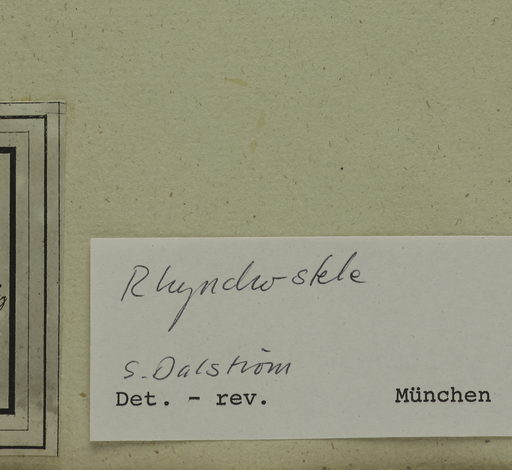 Rhynchostele
S. Dalström
Det. - rev. München